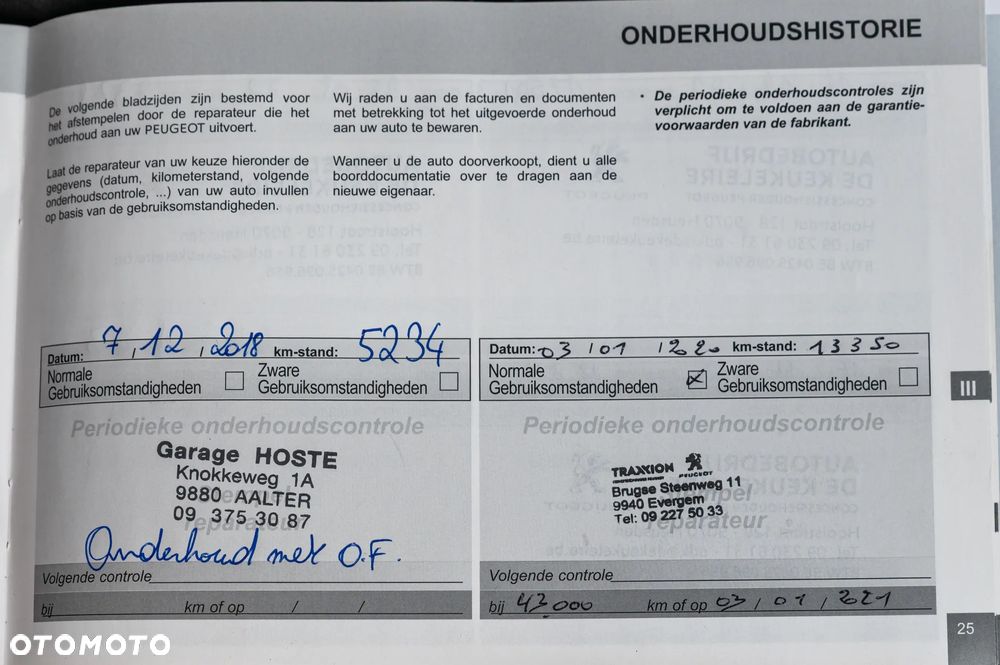 ONDERHOUDSHISTORIE
De volgende bladzijden zijn bestemd voor
het afstempelen door de reparateur die het
onderhoud aan uw PEUGEOT uitvoert.
Laat de reparateur van uw keuze hieronder de
gegevens (datum, kilometerstand, volgende
onderhoudscontrole, ...) van uw auto invullen
op basis van de gebruiksomstandigheden.
Wij raden u aan de facturen en documenten
met betrekking tot het uitgevoerde onderhoud
aan uw auto te bewaren.
Wanneer u de auto doorverkoopt, dient u alle
boorddocumentatie over te dragen aan de
nieuwe eigenaar.
• De periodieke onderhoudscontroles zijn
verplicht om te voldoen aan de garantie-
voorwaarden van de fabrikant.
Datum: 7 / 12 / 2018 km-stand: 5234
Normale
Gebruiksomstandigheden
Zware
Gebruiksomstandigheden
Periodieke onderhoudscontrole
Garage HOSTE
Knokkeweg 1A
9880 AALTER
09 375 30 87
reparateur
Onderhoud met O.F.
Volgende controle
bij km of op / /
Datum: 03 / 01 / 2020 km-stand: 13350
Normale
Gebruiksomstandigheden
Zware
Gebruiksomstandigheden
Periodieke onderhoudscontrole
TRAXXION PEUGEOT
Brugse Steenweg 11
9940 Evergem
Tel: 09 227 50 33
stempel
reparateur
Volgende controle
bij 43000 km of op 03 / 01 / 2021
III
25
OTOMOTO